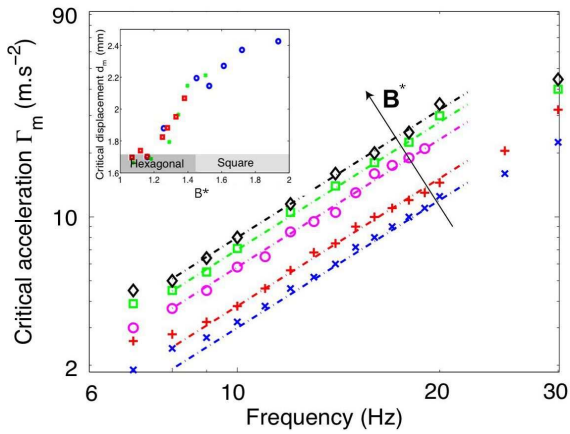 90
10
2
Critical acceleration Γm (m.s-2)
6
10
20
30
Frequency (Hz)
B*
2.4
2.2
2
1.8
1.6
Critical displacement dm (mm)
Hexagonal
Square
1
1.2
1.4
1.6
1.8
2
B*